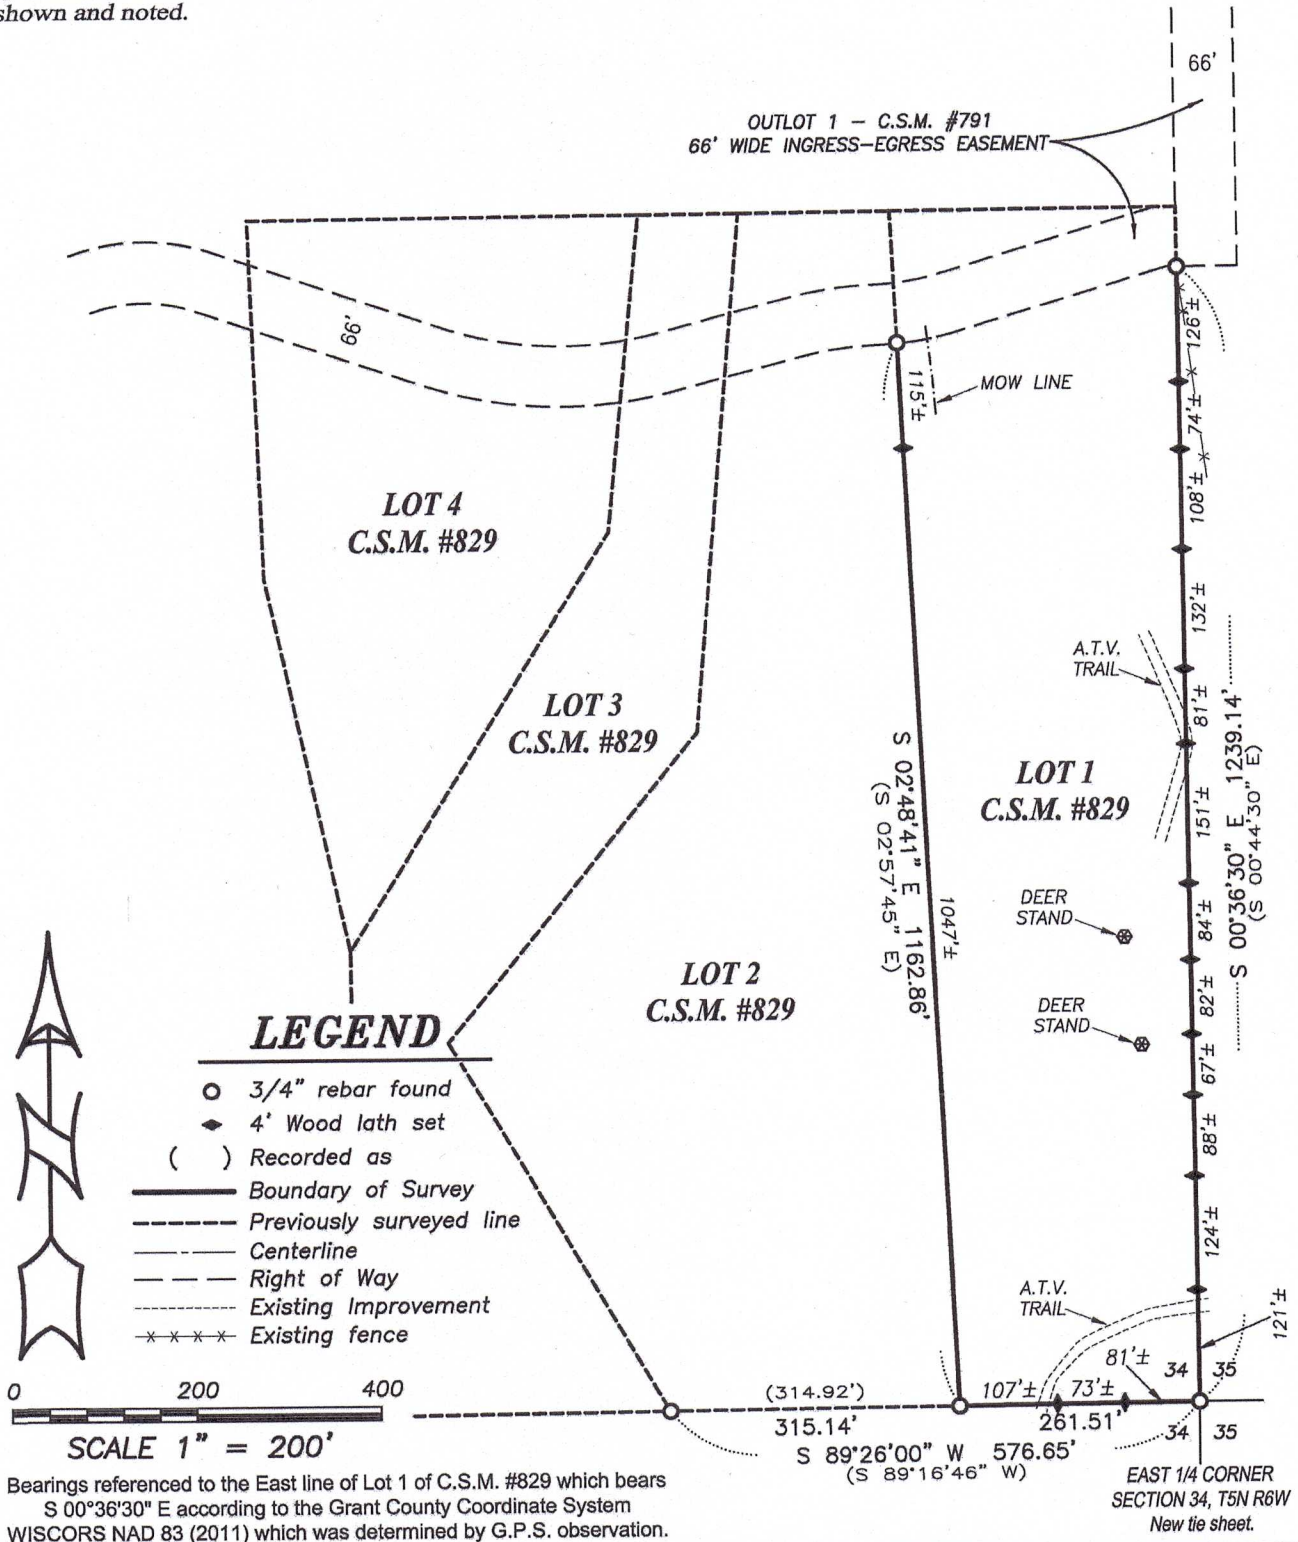 shown and noted.
66'
OUTLOT 1 – C.S.M. #791
66' WIDE INGRESS–EGRESS EASEMENT
66'
126'±
115'±
MOW LINE
74'±
108'±
LOT 4
C.S.M. #829
132'±
A.T.V.
TRAIL
81'±
LOT 3
C.S.M. #829
S 02°48'41" E 1162.86'
(S 02°57'45" E)
1047'±
LOT 1
C.S.M. #829
151'±
S 00°36'30" E 1239.14'
(S 00°44'30" E)
DEER
STAND
84'±
LOT 2
C.S.M. #829
82'±
DEER
STAND
67'±
88'±
124'±
LEGEND
3/4" rebar found
4' Wood lath set
( ) Recorded as
Boundary of Survey
Previously surveyed line
Centerline
Right of Way
Existing Improvement
Existing fence
A.T.V.
TRAIL
121'±
81'±
34 35
0 200 400
SCALE 1" = 200'
(314.92')
315.14'
107'±
73'±
261.51'
34 35
S 89°26'00" W 576.65'
(S 89°16'46" W)
EAST 1/4 CORNER
SECTION 34, T5N R6W
New tie sheet.
Bearings referenced to the East line of Lot 1 of C.S.M. #829 which bears
S 00°36'30" E according to the Grant County Coordinate System
WISCORS NAD 83 (2011) which was determined by G.P.S. observation.